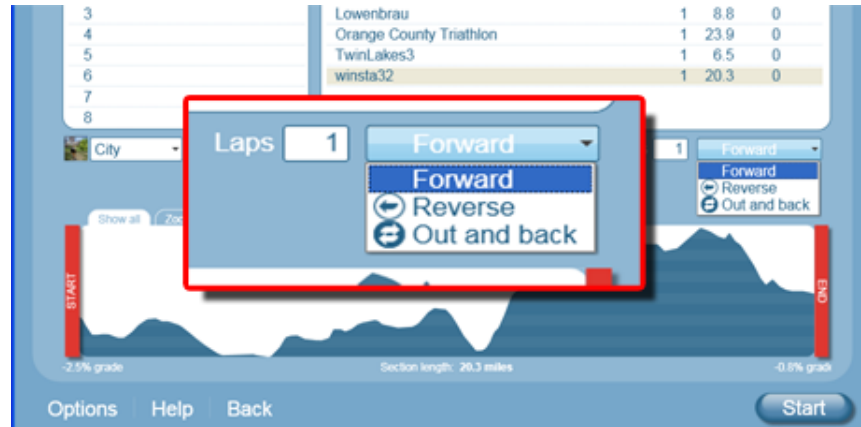 3
4
5
6
7
8
Lowenbrau 1 8.8 0
Orange County Triathlon 1 23.9 0
TwinLakes3 1 6.5 0
winsta32 1 20.3 0
City
Laps 1 Forward
Forward
Reverse
Out and back
1 Forward
Forward
Reverse
Out and back
Show all
START
END
-2.5% grade
Section length: 20.3 miles
-0.8%
Options Help Back
Start